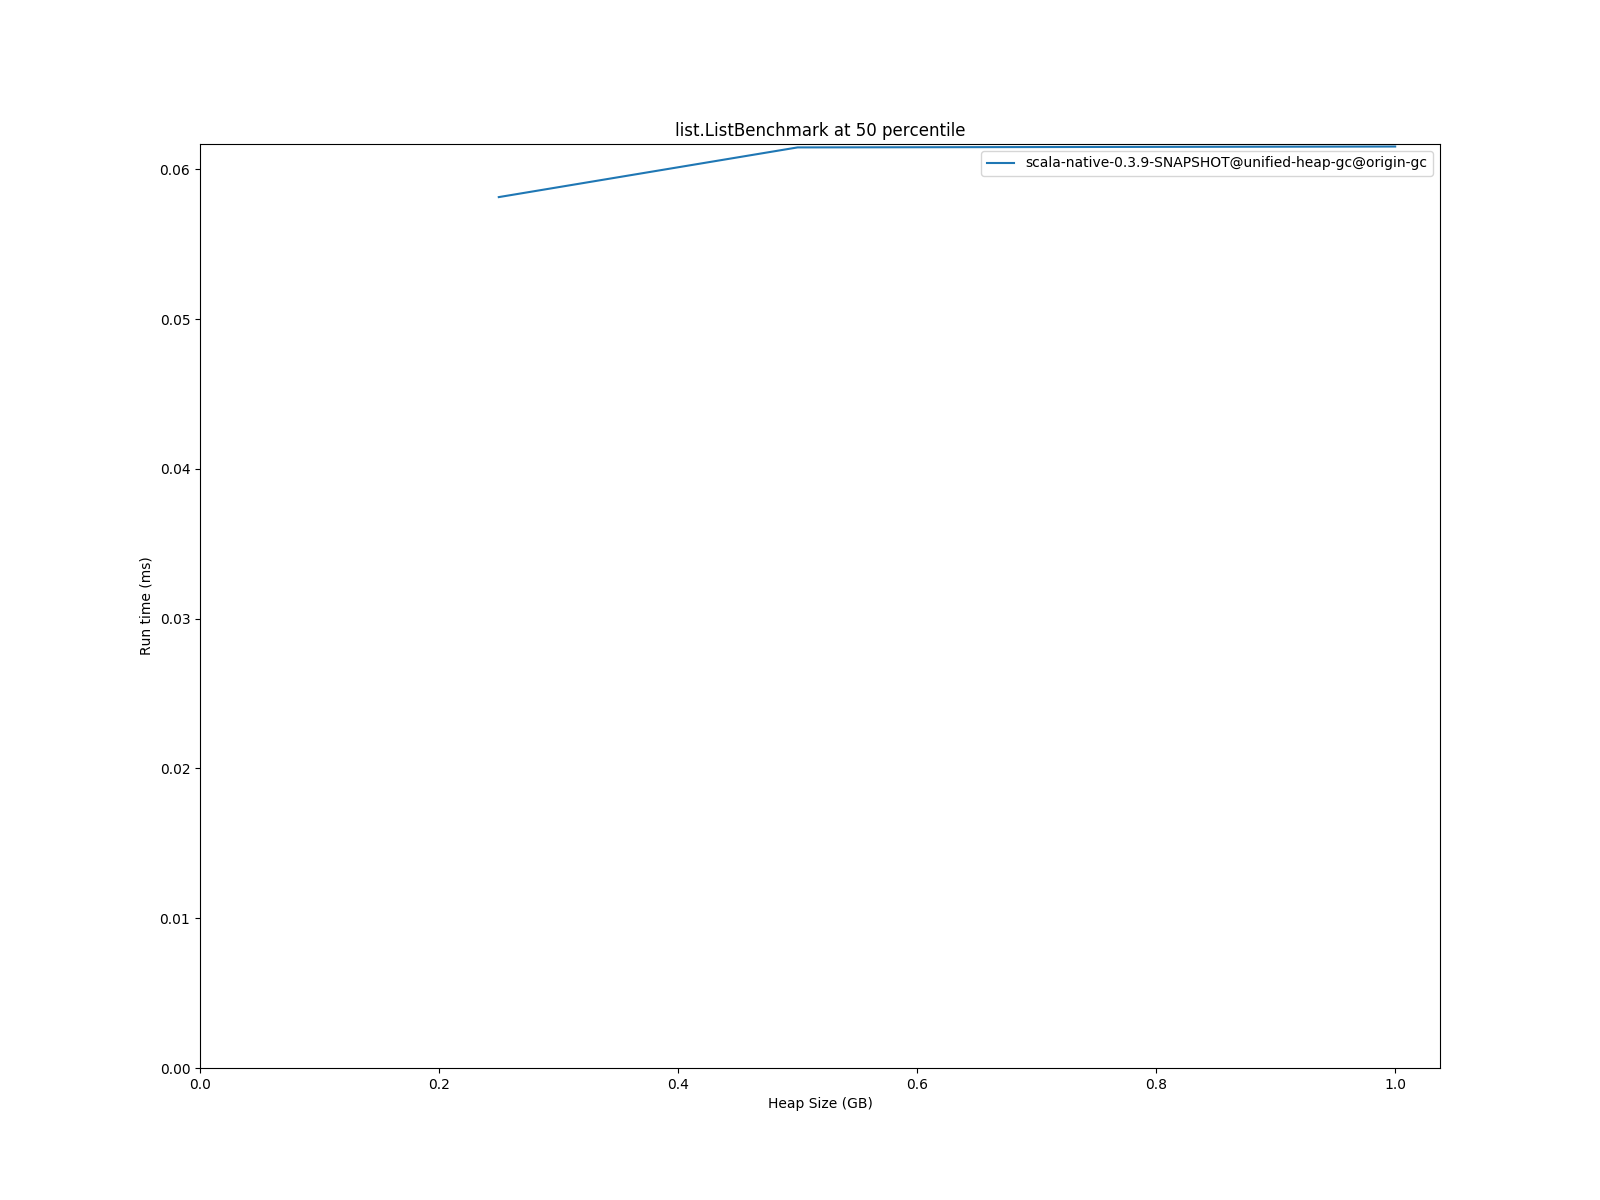 list.ListBenchmark at 50 percentile
scala-native-0.3.9-SNAPSHOT@unified-heap-gc@origin-gc
0.06
0.05
0.04
0.03
0.02
0.01
0.00
Run time (ms)
0.0 0.2 0.4 0.6 0.8 1.0
Heap Size (GB)